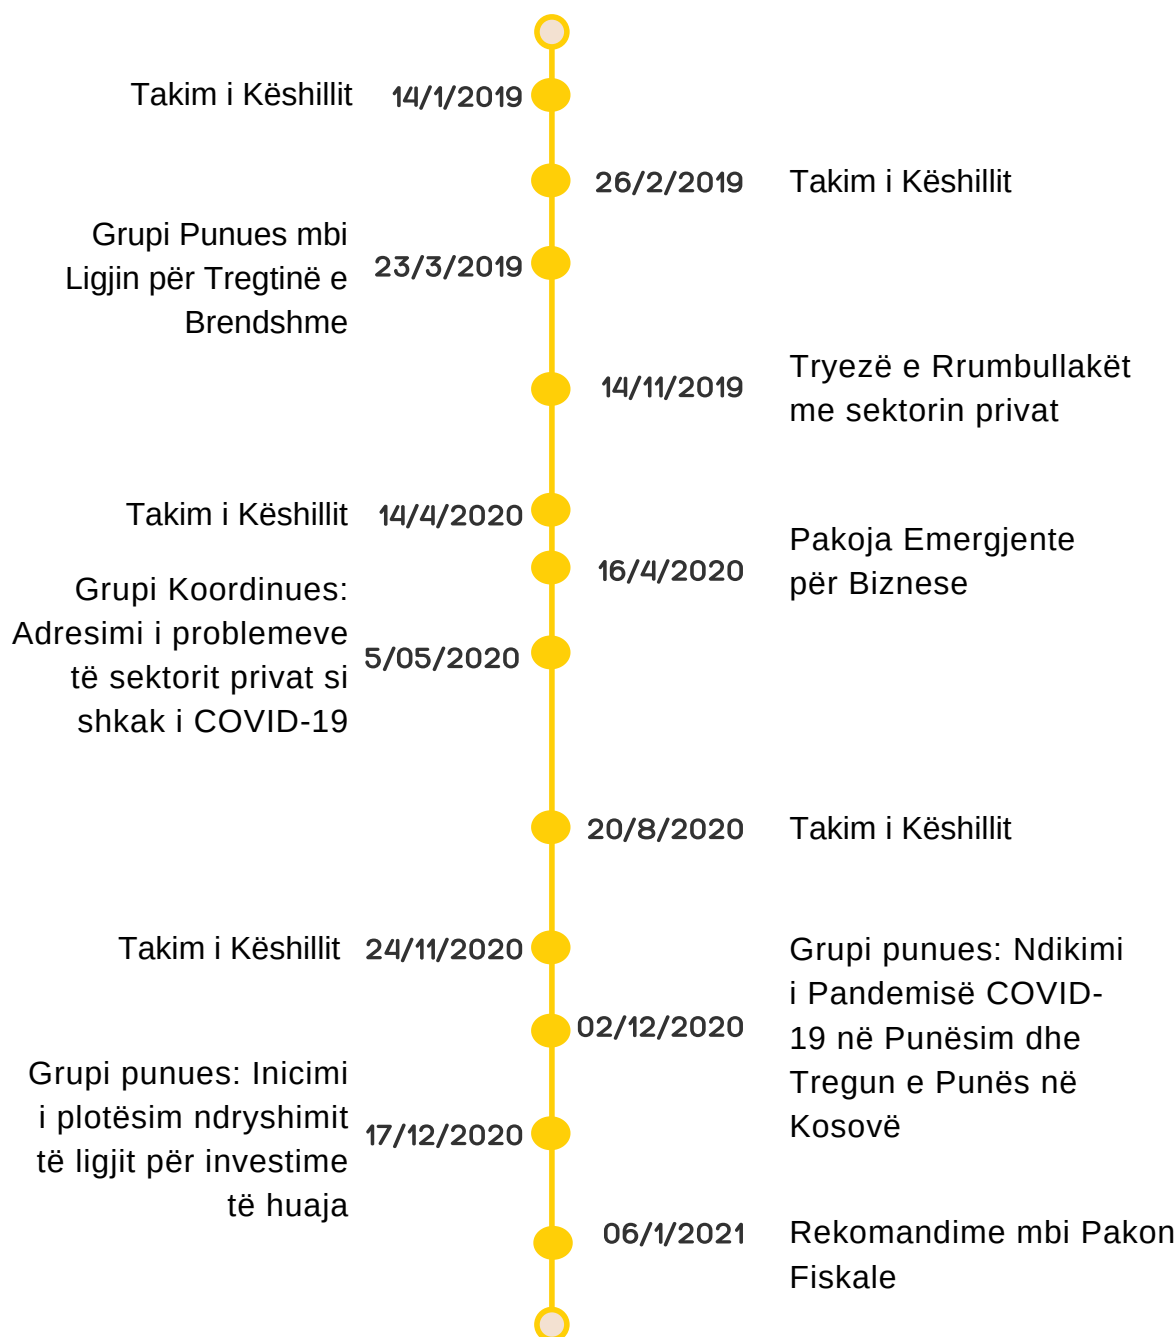 Takim i Këshillit 14/1/2019
26/2/2019 Takim i Këshillit
Grupi Punues mbi
Ligjin për Tregtinë e
Brendshme
23/3/2019
14/11/2019
Tryezë e Rrumbullakët
me sektorin privat
Takim i Këshillit 14/4/2020
16/4/2020
Pakoja Emergjente
për Biznese
Grupi Koordinues:
Adresimi i problemeve
të sektorit privat si
shkak i COVID-19
5/05/2020
20/8/2020 Takim i Këshillit
Takim i Këshillit 24/11/2020
02/12/2020
Grupi punues: Ndikimi
i Pandemisë COVID-
19 në Punësim dhe
Tregun e Punës në
Kosovë
Grupi punues: Inicimi
i plotësim ndryshimit
të ligjit për investime
të huaja
17/12/2020
06/1/2021
Rekomandime mbi Pakon
Fiskale